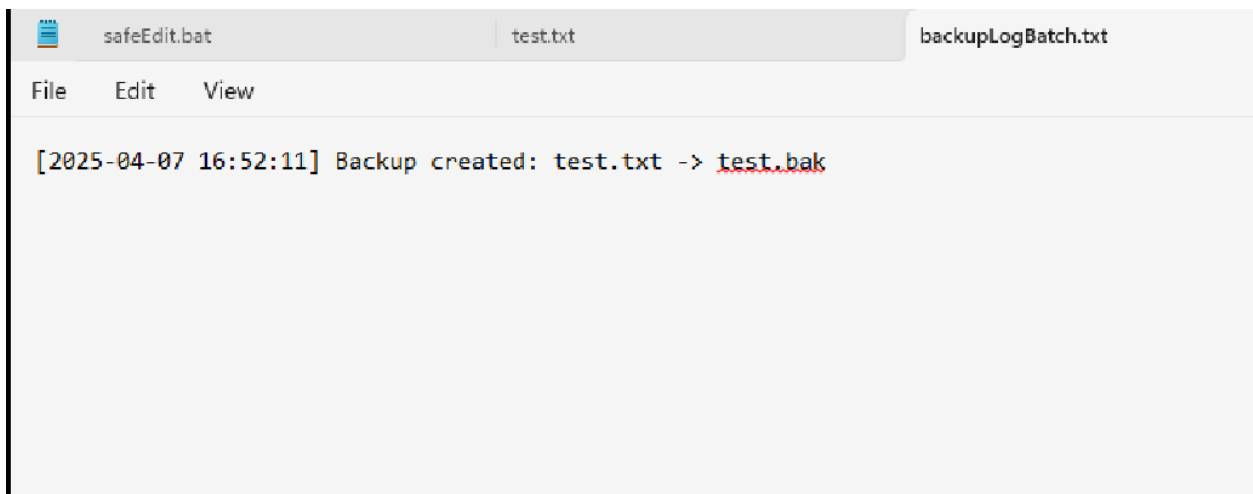 safeEdit.bat test.txt backupLogBatch.txt
File Edit View
[2025-04-07 16:52:11] Backup created: test.txt -> test.bak